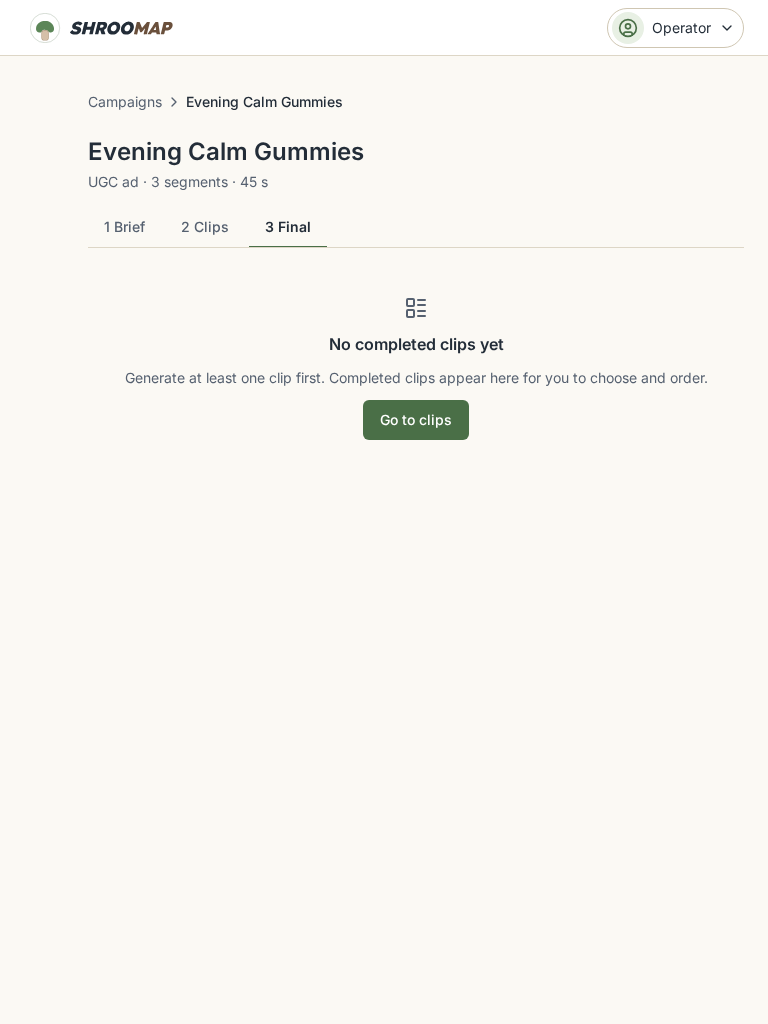 SHROOMAP
Operator
Campaigns
Evening Calm Gummies
Evening Calm Gummies
UGC ad · 3 segments · 45 s
1 Brief
2 Clips
3 Final
No completed clips yet
Generate at least one clip first. Completed clips appear here for you to choose and order.
Go to clips